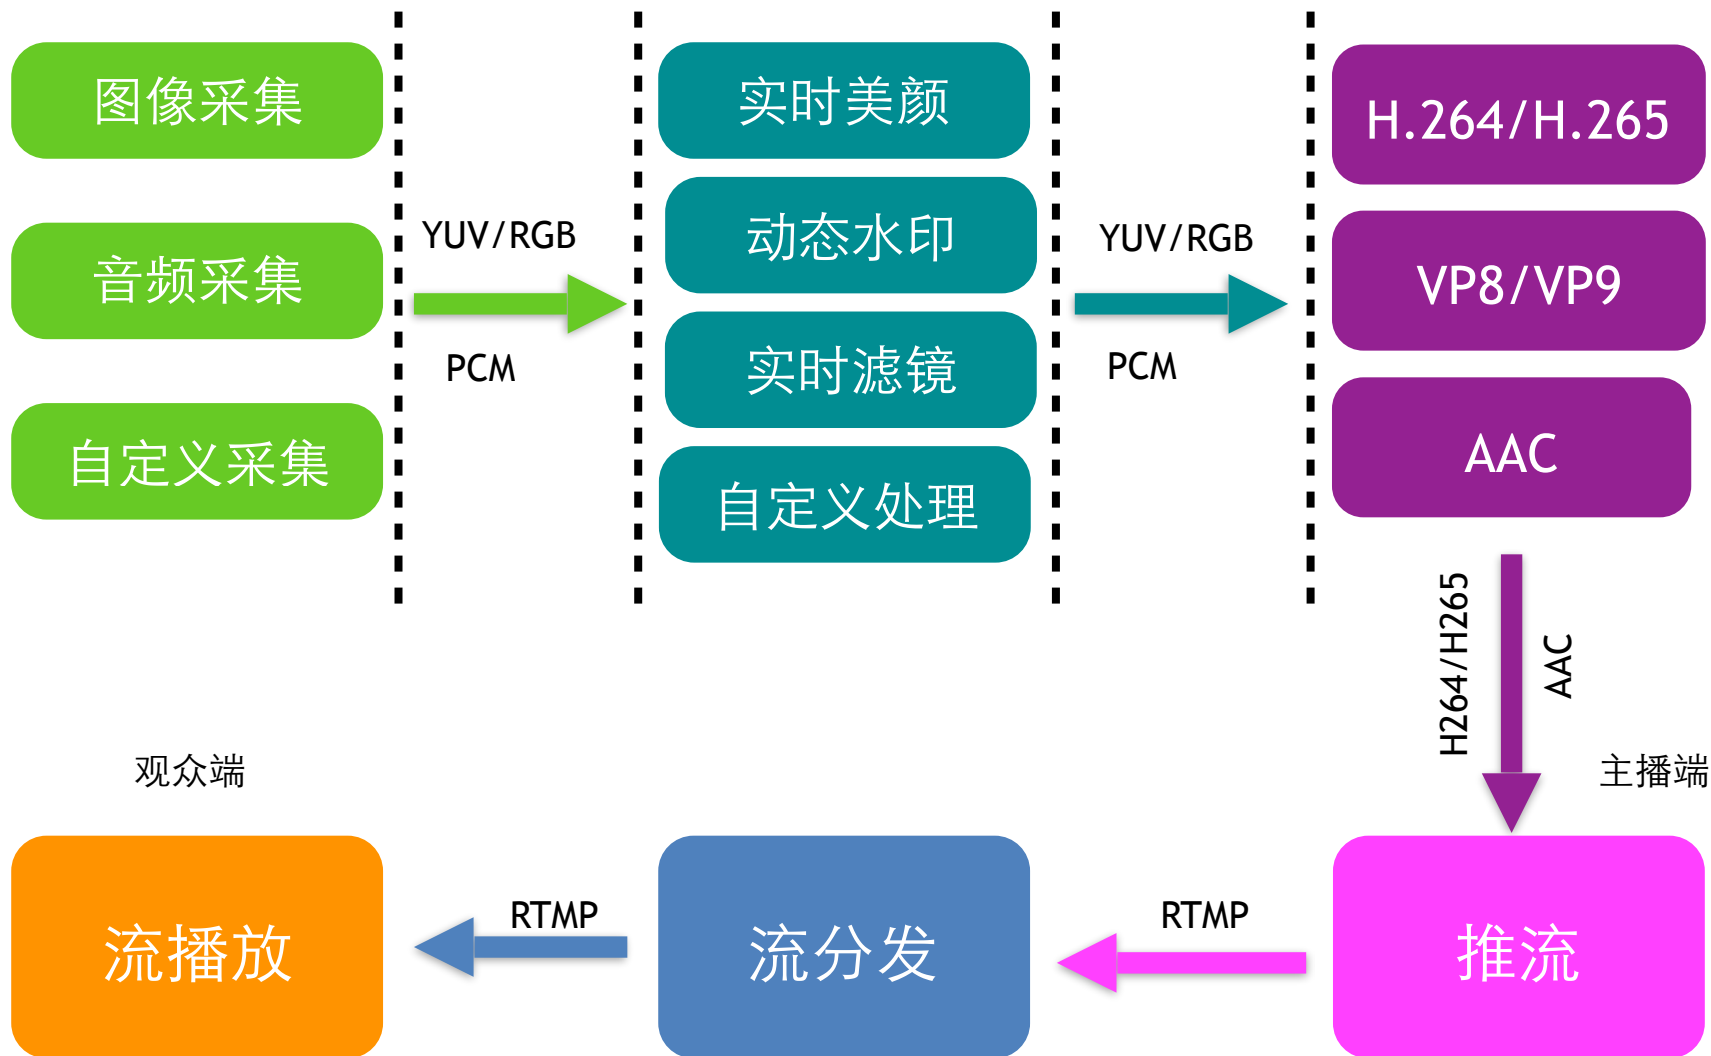 图像采集
音频采集
自定义采集
YUV/RGB
PCM
实时美颜
动态水印
实时滤镜
自定义处理
YUV/RGB
PCM
H.264/H.265
VP8/VP9
AAC
H264/H265
AAC
观众端
主播端
流播放
RTMP
流分发
RTMP
推流